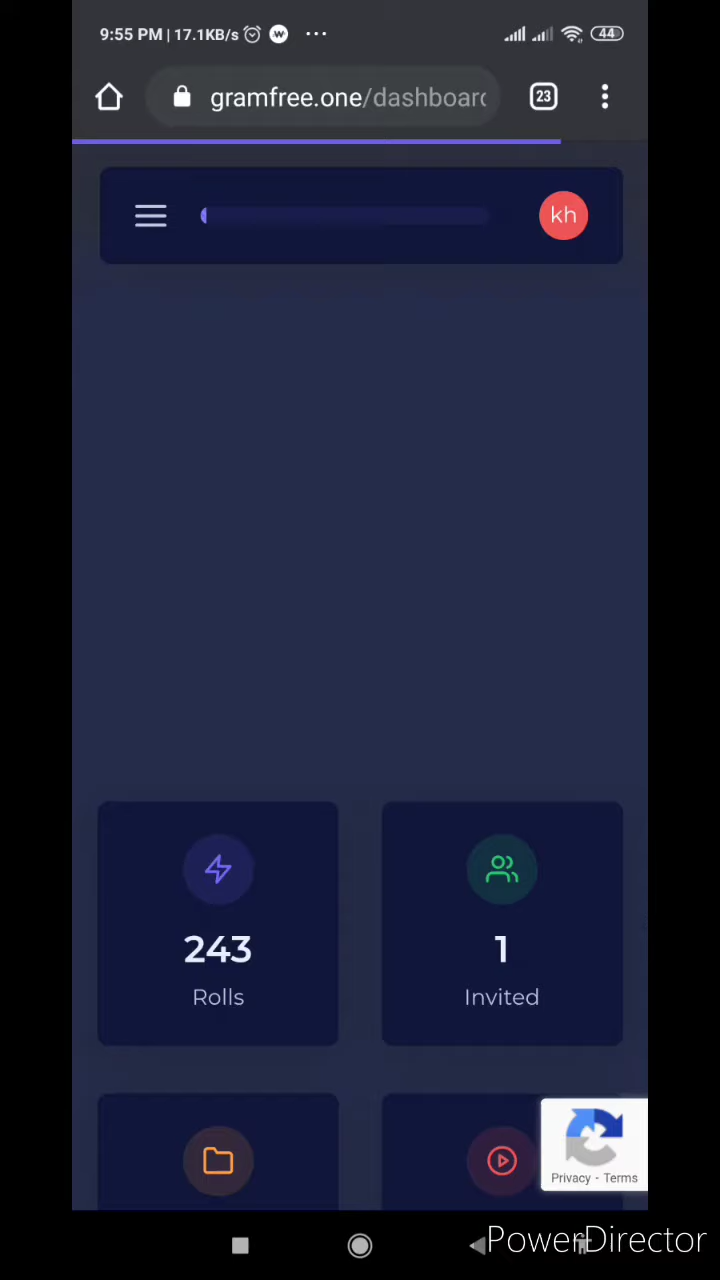 9:55 PM | 17.1KB/s ... 44
gramfree.one/dashboard 23
kh
243
Rolls
1
Invited
Privacy - Terms
PowerDirector